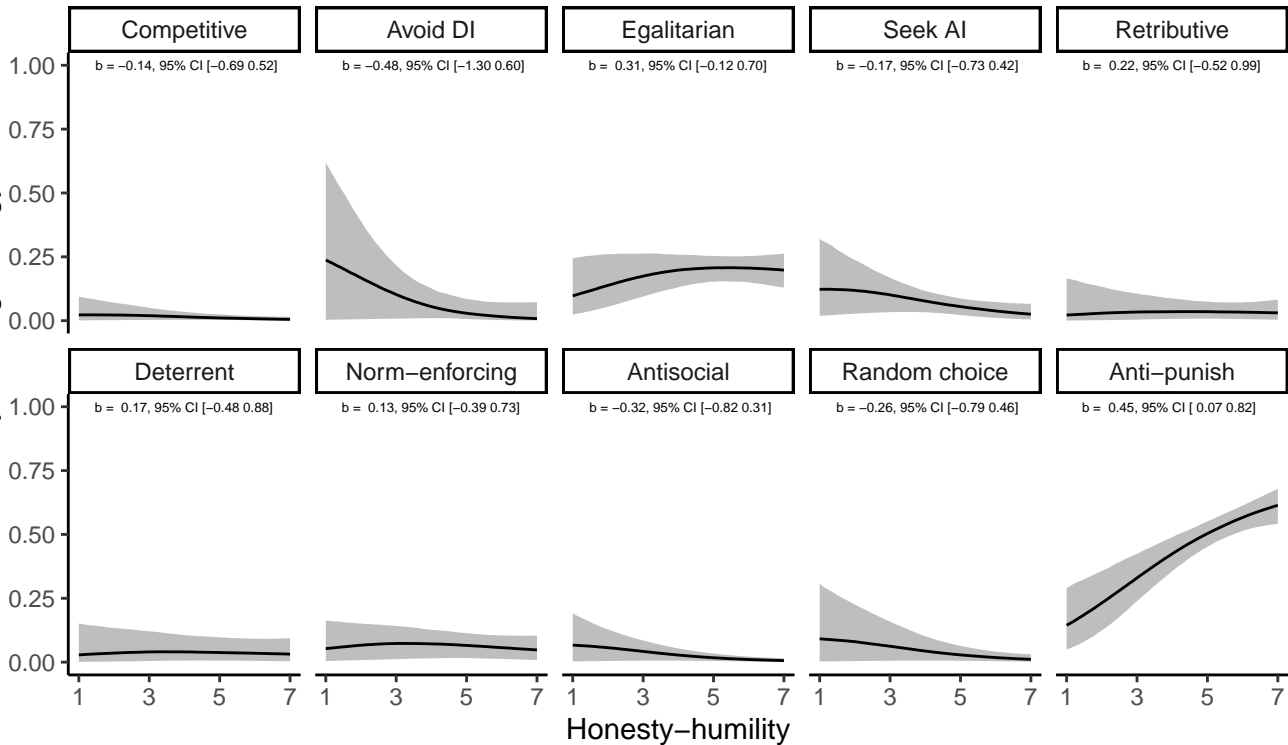 Competitive
Avoid DI
Egalitarian
Seek AI
Retributive
b = −0.14, 95% CI [−0.69 0.52]
b = −0.48, 95% CI [−1.30 0.60]
b = 0.31, 95% CI [−0.12 0.70]
b = −0.17, 95% CI [−0.73 0.42]
b = 0.22, 95% CI [−0.52 0.99]
1.00
0.75
0.50
0.25
0.00
Deterrent
Norm−enforcing
Antisocial
Random choice
Anti−punish
b = 0.17, 95% CI [−0.48 0.88]
b = 0.13, 95% CI [−0.39 0.73]
b = −0.32, 95% CI [−0.82 0.31]
b = −0.26, 95% CI [−0.79 0.46]
b = 0.45, 95% CI [ 0.07 0.82]
1.00
0.75
0.50
0.25
0.00
1 3 5 7
1 3 5 7
1 3 5 7
1 3 5 7
1 3 5 7
Honesty−humility